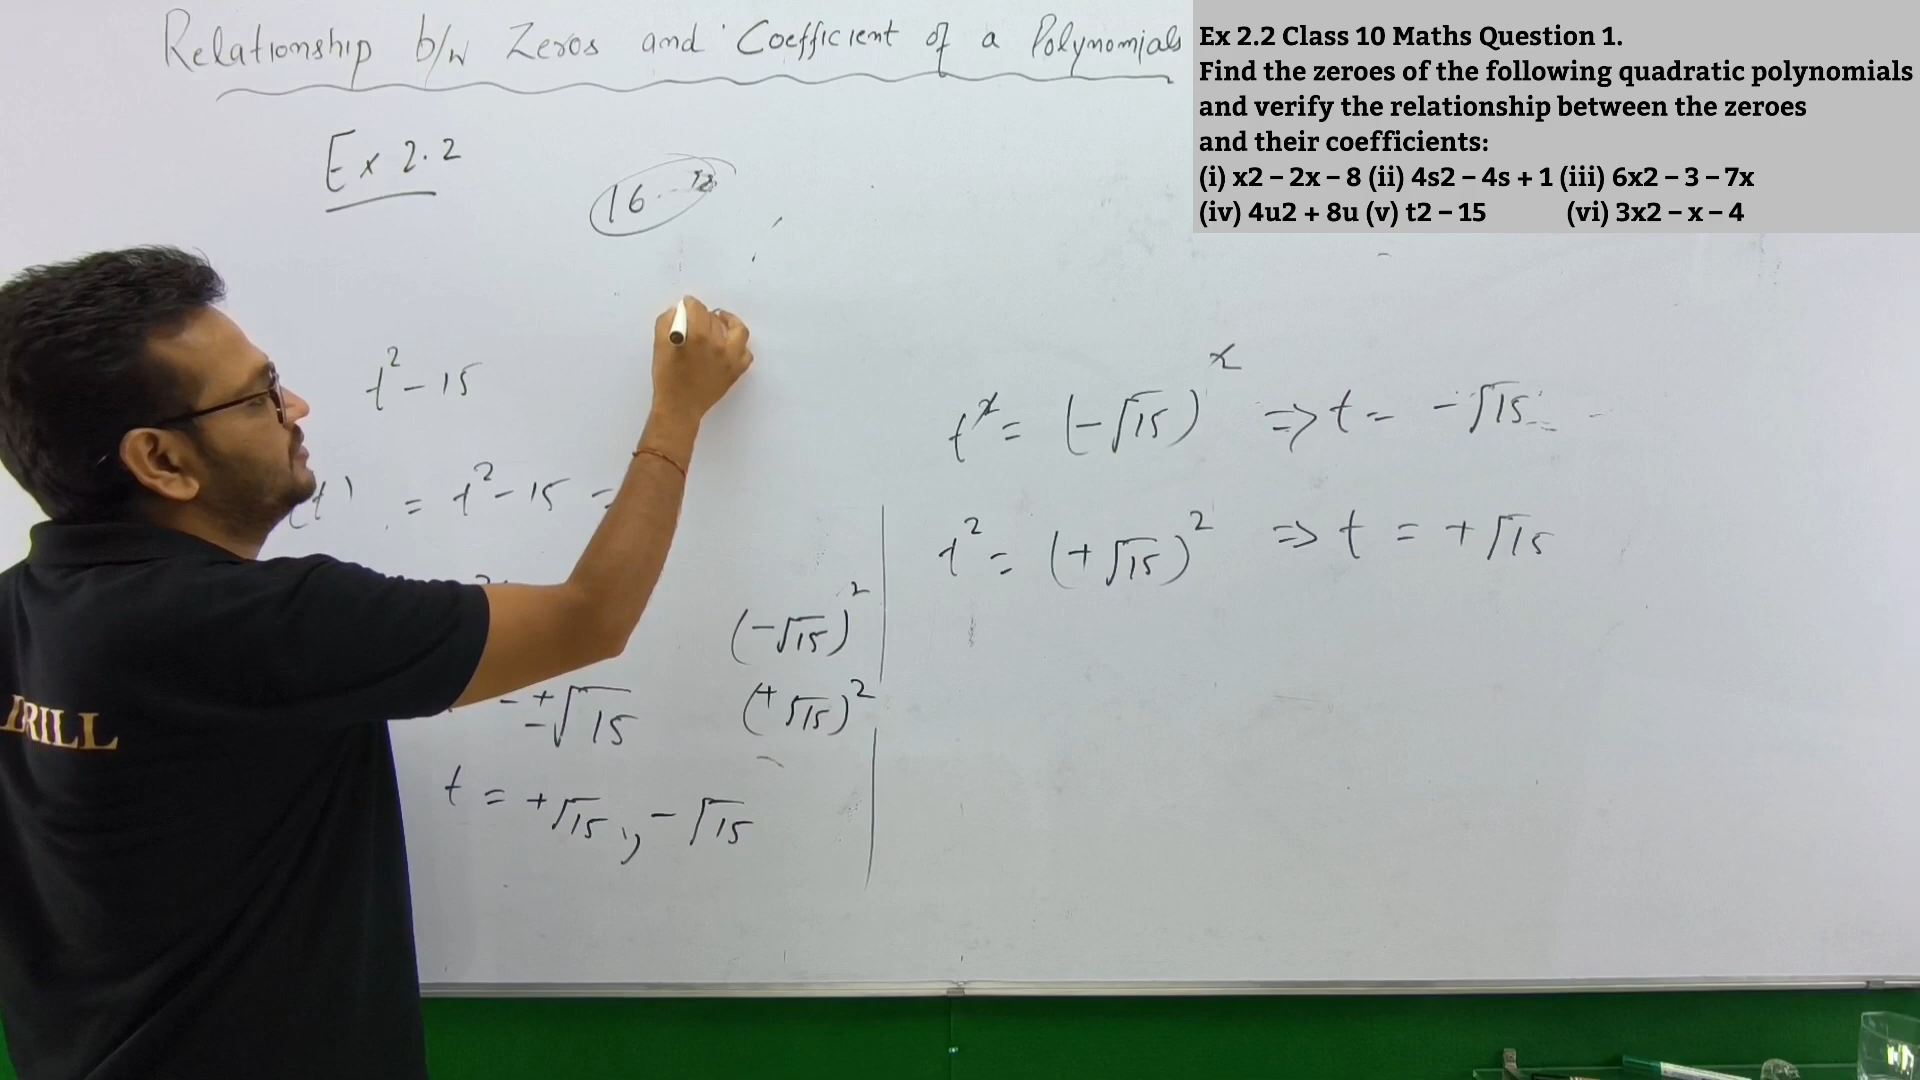 Relationship b/w Zeros and Coefficient of a Polynomials
Ex 2.2 Class 10 Maths Question 1.
Find the zeroes of the following quadratic polynomials
and verify the relationship between the zeroes
and their coefficients:
(i) x2 – 2x – 8 (ii) 4s2 – 4s + 1 (iii) 6x2 – 3 – 7x
(iv) 4u2 + 8u (v) t2 – 15 (vi) 3x2 – x – 4
Ex 2.2
16
t² - 15
(t) = t² - 15 =
(-√15)²
± √15 (+√15)²
t = +√15, -√15
t² = (-√15)² ⇒ t = -√15
t² = (+√15)² ⇒ t = +√15
DRILL